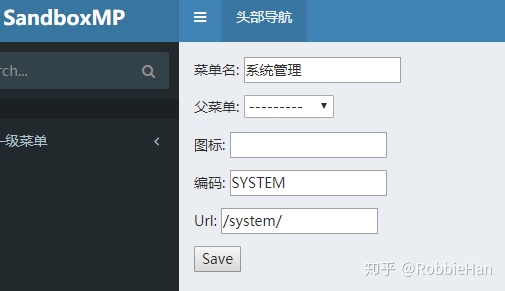 SandboxMP
头部导航
rch...
级菜单
菜单名: 系统管理
父菜单: ---------
图标:
编码: SYSTEM
Url: /system/
Save
知乎 @RobbieHan